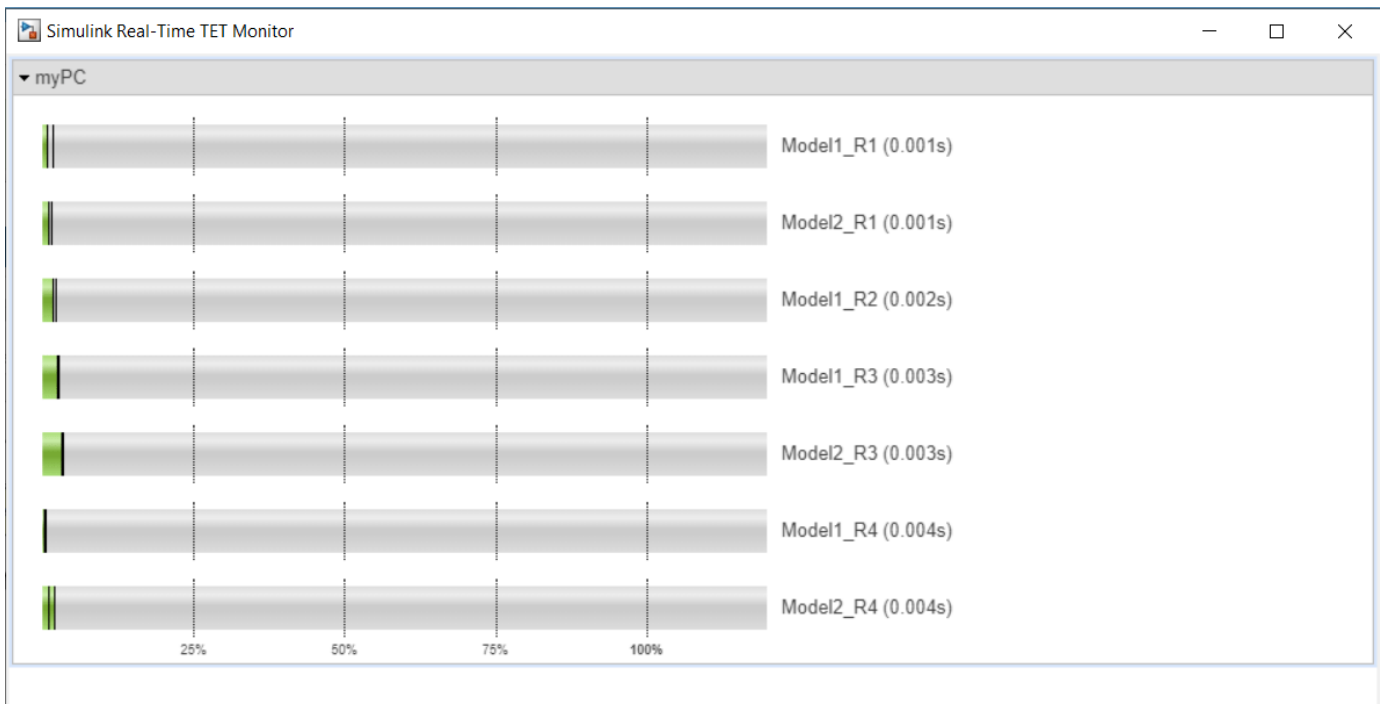 Simulink Real-Time TET Monitor
myPC
Model1_R1 (0.001s)
Model2_R1 (0.001s)
Model1_R2 (0.002s)
Model1_R3 (0.003s)
Model2_R3 (0.003s)
Model1_R4 (0.004s)
Model2_R4 (0.004s)
25% 50% 75% 100%